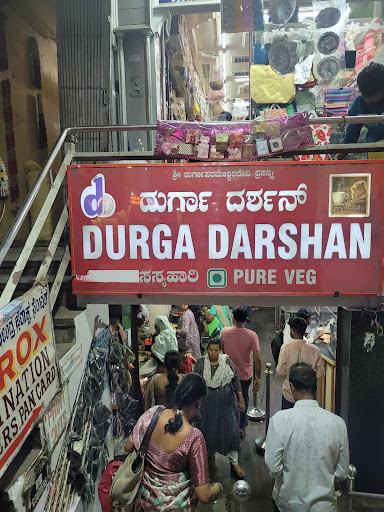 ಶ್ರೀ ದುರ್ಗಾಪರಮೇಶ್ವರಿ ಪ್ರಸನ್ನ
ದುರ್ಗಾ ದರ್ಶನ್
DURGA DARSHAN
ಸಸ್ಯಹಾರಿ PURE VEG
ROX
NATION
PAN CARD